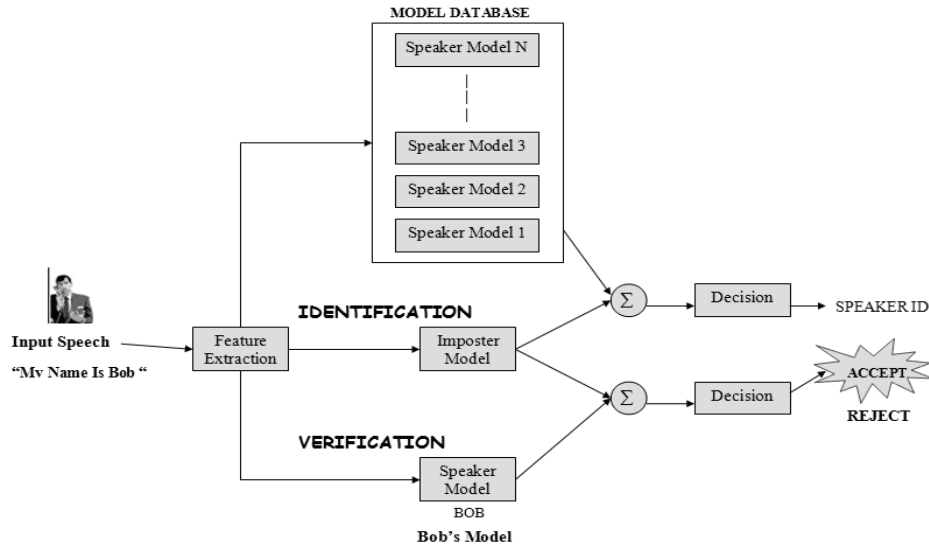 MODEL DATABASE
Speaker Model N
Speaker Model 3
Speaker Model 2
Speaker Model 1
IDENTIFICATION
Σ
Decision
SPEAKER ID
Input Speech
Feature
Extraction
Imposter
Model
“Mv Name Is Bob “
ACCEPT
Σ
Decision
REJECT
VERIFICATION
Speaker
Model
BOB
Bob's Model